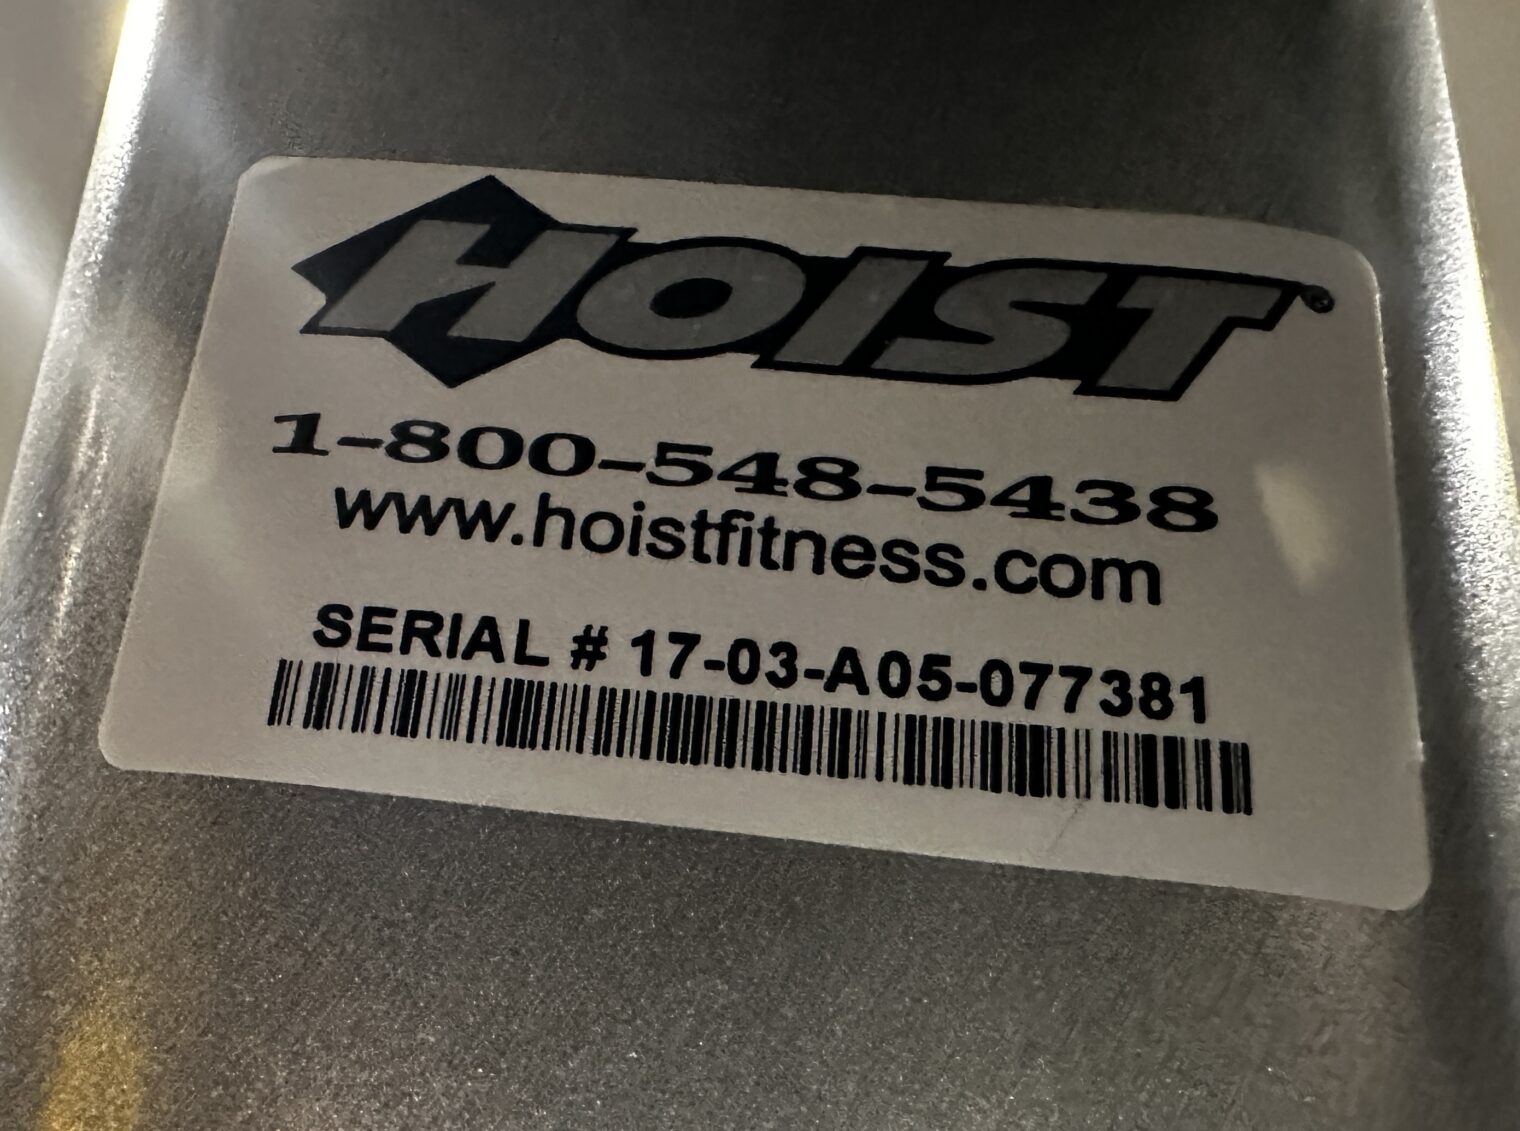 HOIST®
1-800-548-5438
www.hoistfitness.com
SERIAL # 17-03-A05-077381